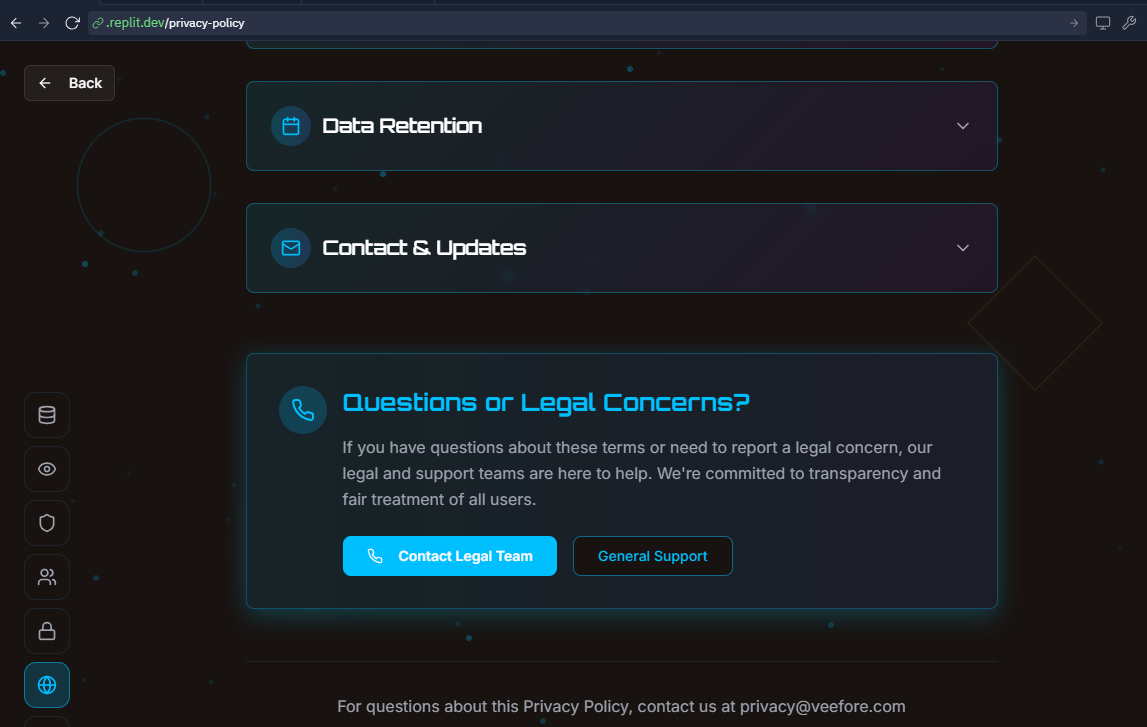 .replit.dev/privacy-policy
Back
Data Retention
Contact & Updates
Questions or Legal Concerns?
If you have questions about these terms or need to report a legal concern, our
legal and support teams are here to help. We're committed to transparency and
fair treatment of all users.
Contact Legal Team
General Support
For questions about this Privacy Policy, contact us at privacy@veefore.com